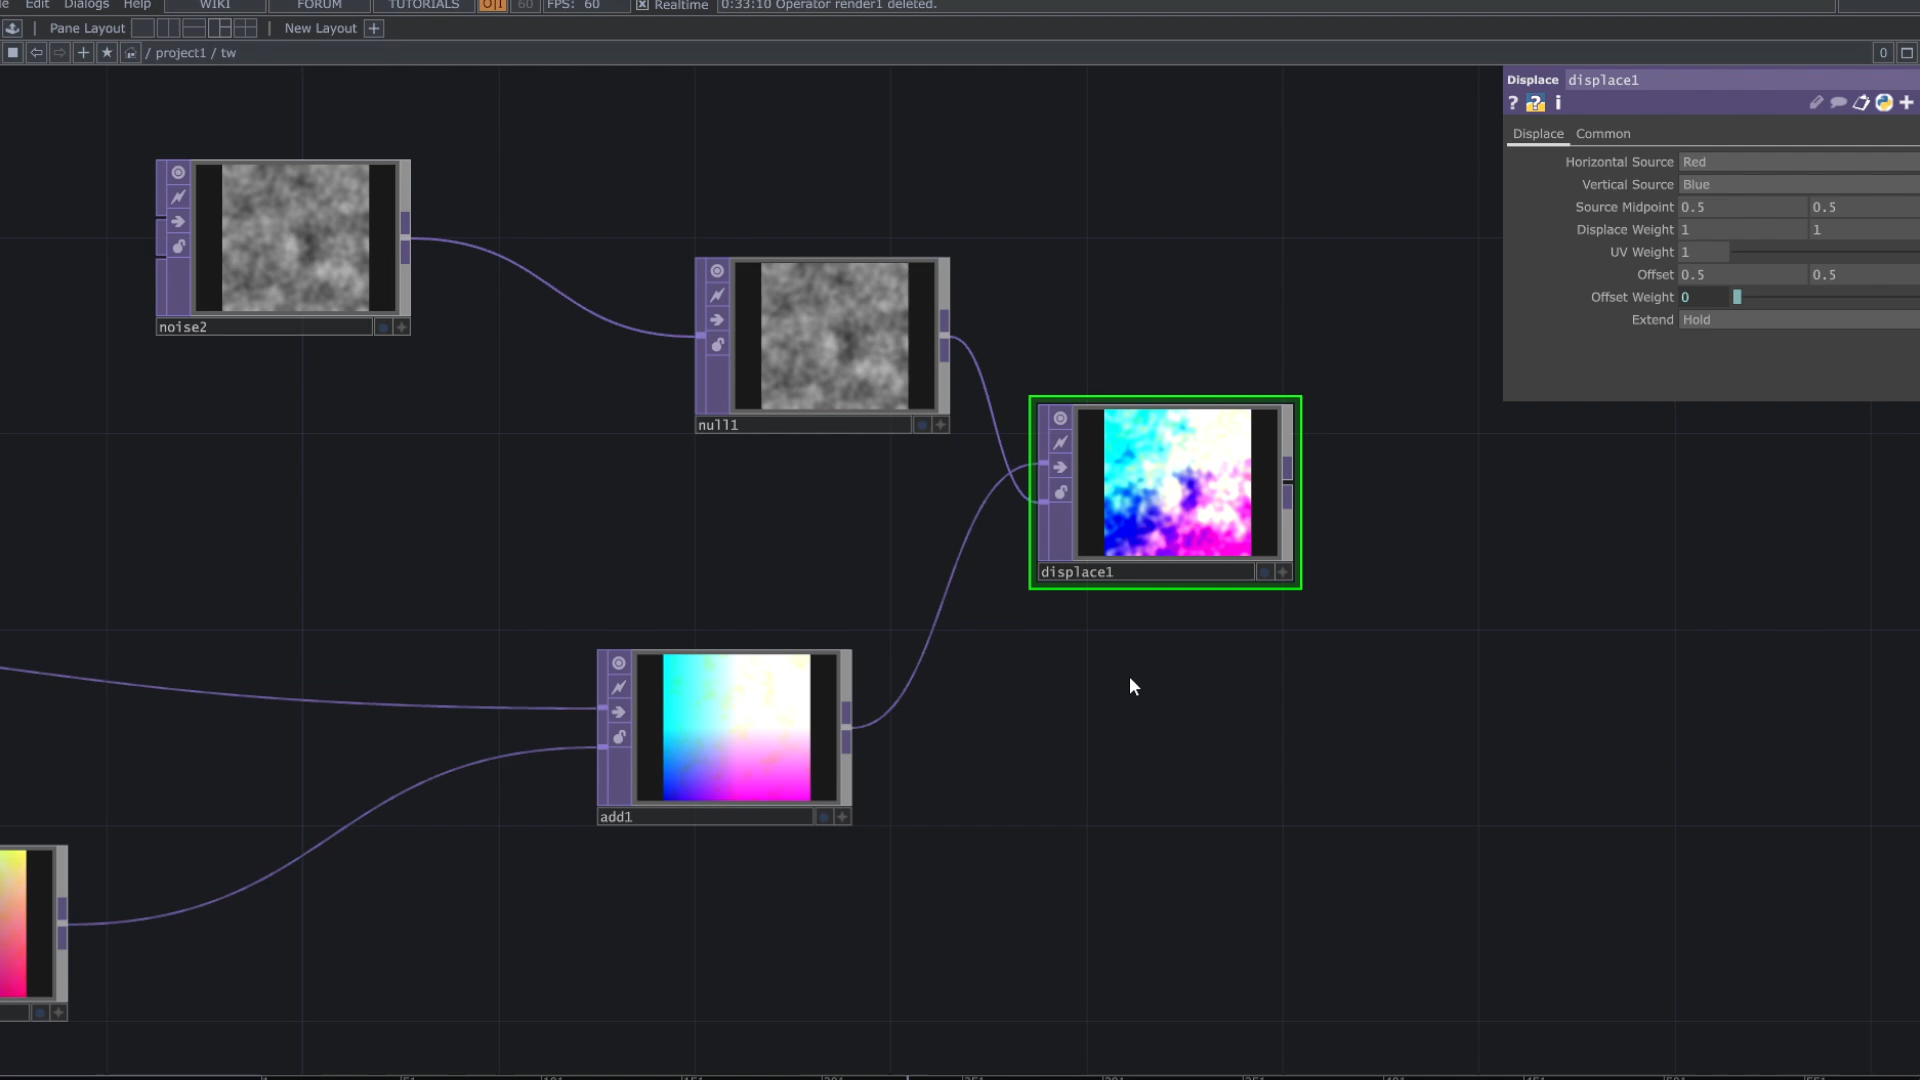 Edit Dialogs Help WIKI FORUM TUTORIALS O|I 60 FPS: 60 Realtime 0:33:10 Operator render1 deleted.
Pane Layout New Layout +
/ project1 / tw 0
Displace displace1
? ? i
Displace Common
Horizontal Source Red
Vertical Source Blue
Source Midpoint 0.5 0.5
Displace Weight 1 1
UV Weight 1
Offset 0.5 0.5
Offset Weight 0
Extend Hold
noise2
null1
displace1
add1